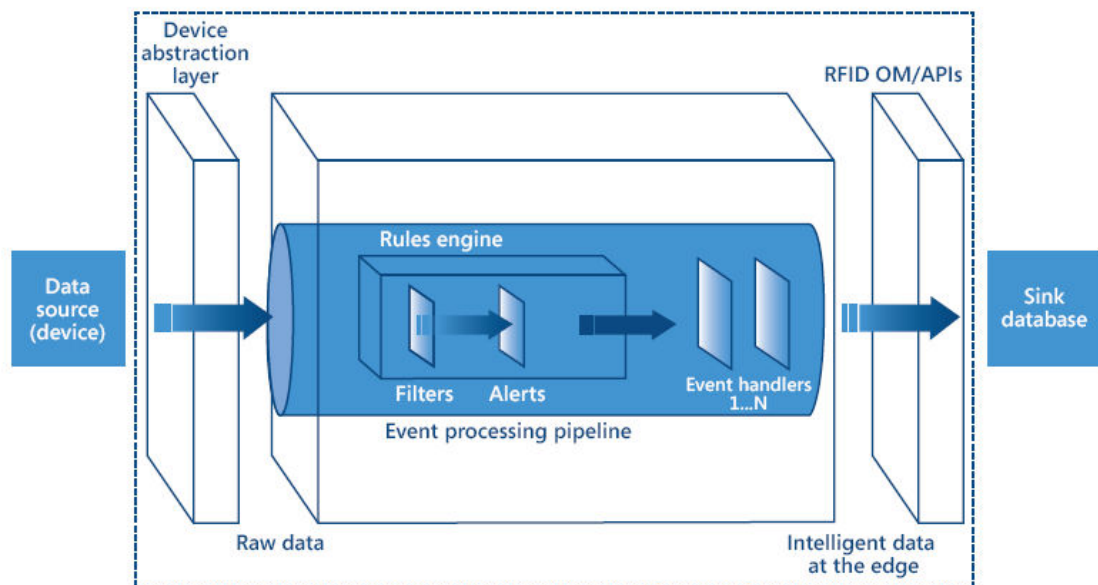 Device
abstraction
layer
RFID OM/APIs
Data
source
(device)
Rules engine
Filters
Alerts
Event handlers
1...N
Event processing pipeline
Sink
database
Raw data
Intelligent data
at the edge